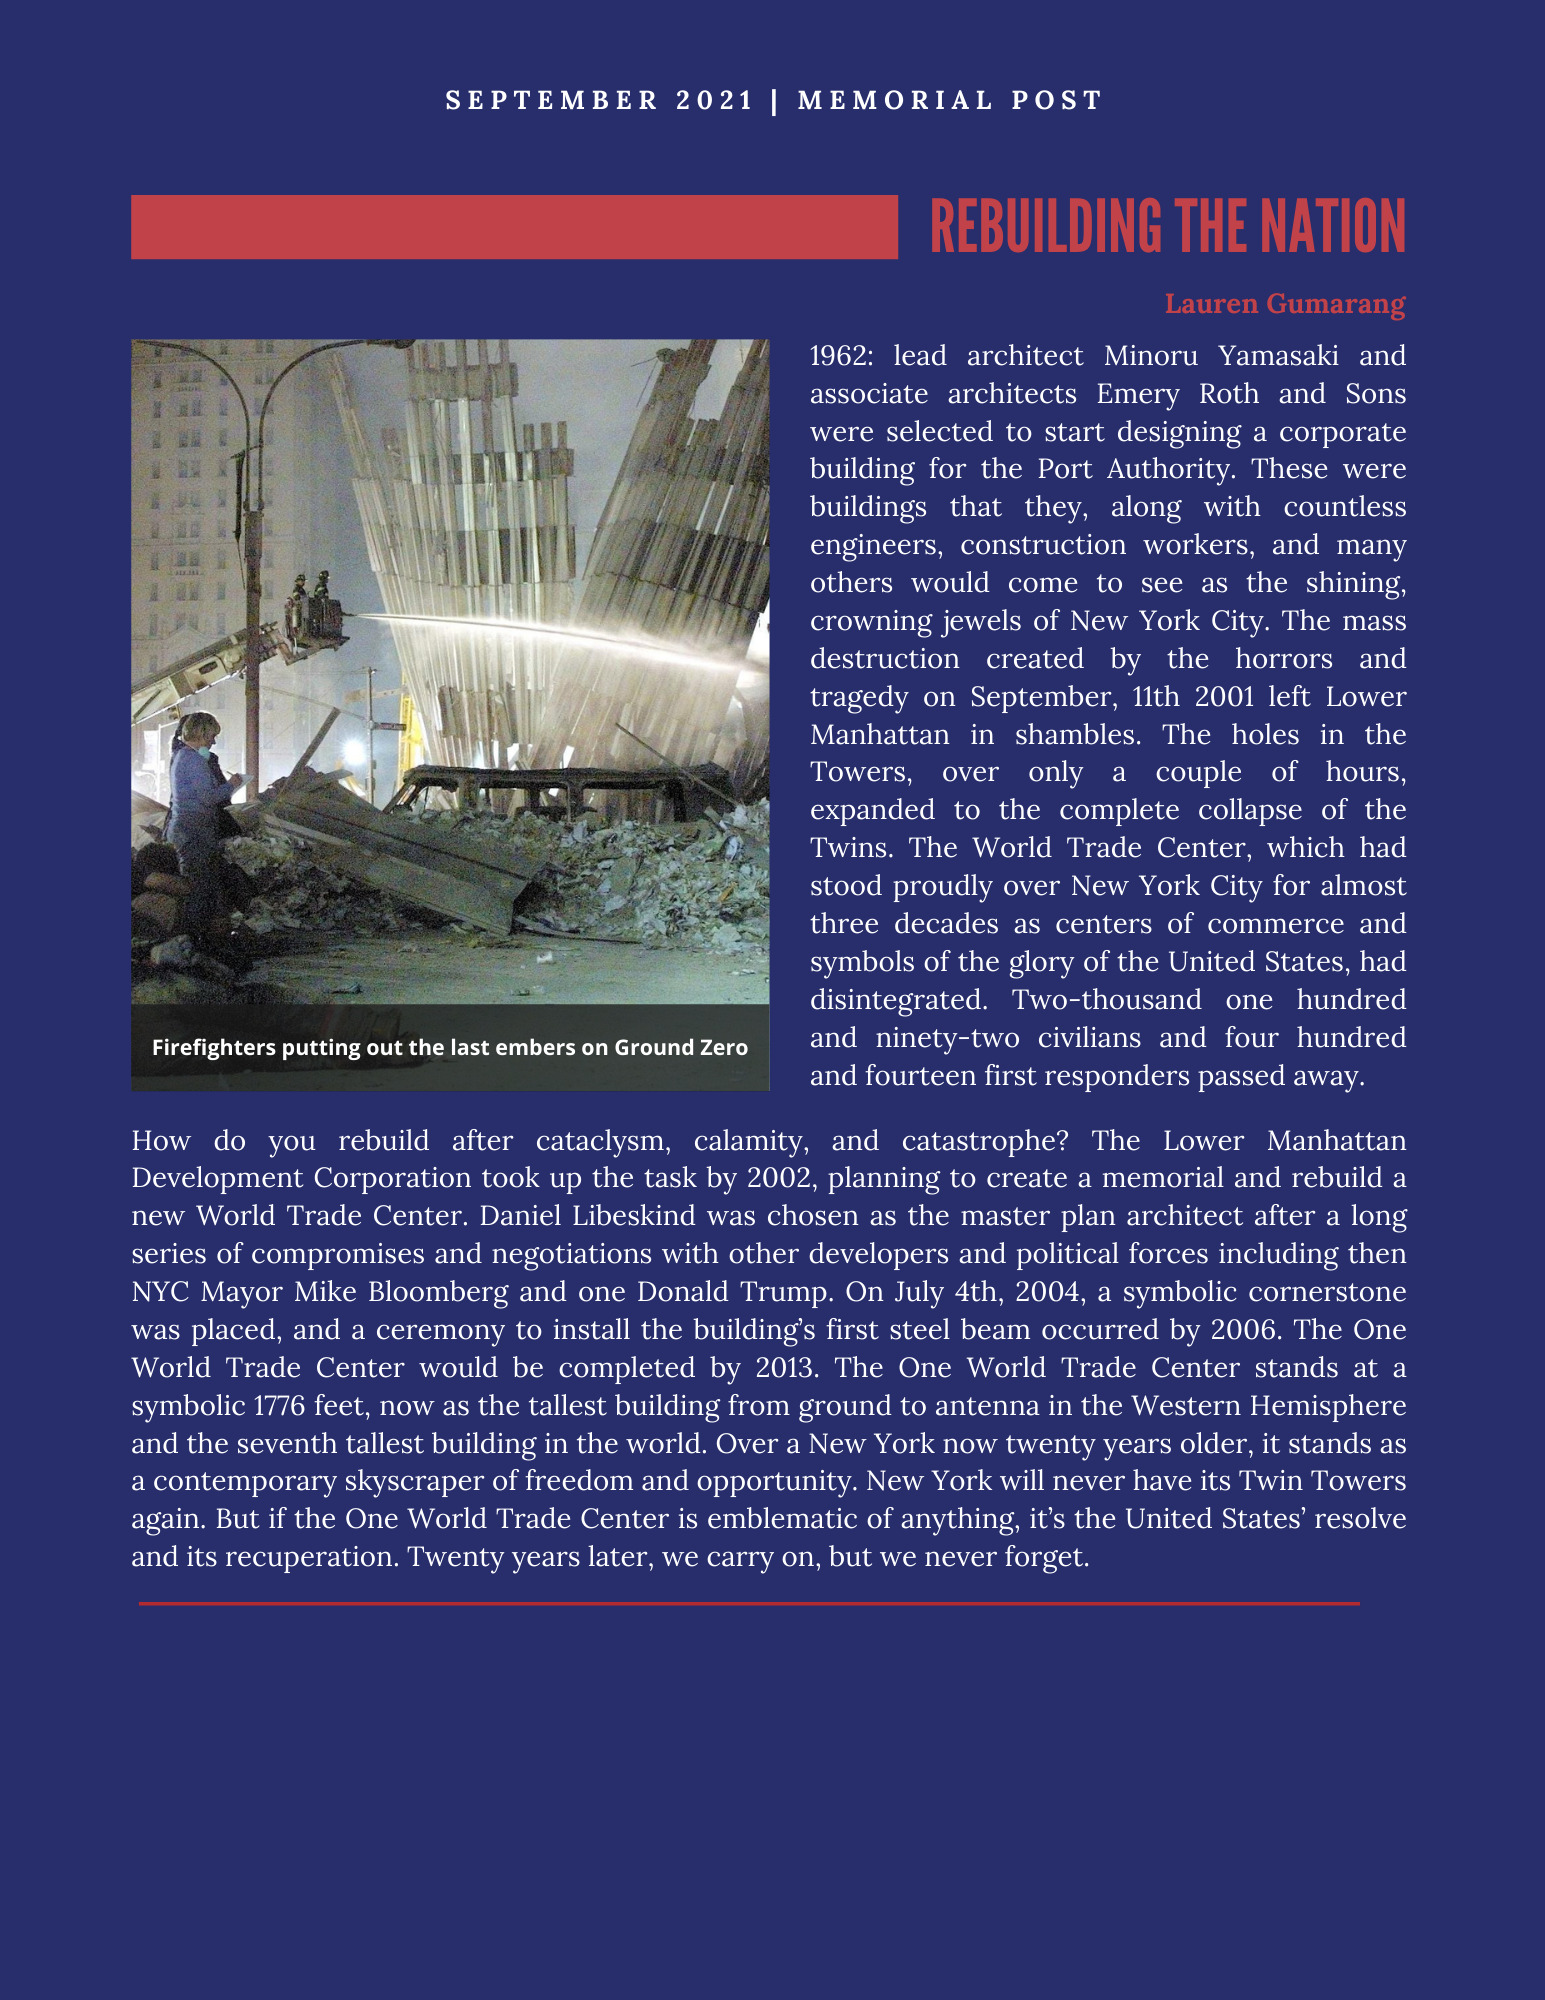 SEPTEMBER 2021 | MEMORIAL POST
REBUILDING THE NATION
Lauren Gumarang
1962: lead architect Minoru Yamasaki and
associate architects Emery Roth and Sons
were selected to start designing a corporate
building for the Port Authority. These were
buildings that they, along with countless
engineers, construction workers, and many
others would come to see as the shining,
crowning jewels of New York City. The mass
destruction created by the horrors and
tragedy on September, 11th 2001 left Lower
Manhattan in shambles. The holes in the
Towers, over only a couple of hours,
expanded to the complete collapse of the
Twins. The World Trade Center, which had
stood proudly over New York City for almost
three decades as centers of commerce and
symbols of the glory of the United States, had
disintegrated. Two-thousand one hundred
and ninety-two civilians and four hundred
and fourteen first responders passed away.
Firefighters putting out the last embers on Ground Zero
How do you rebuild after cataclysm, calamity, and catastrophe? The Lower Manhattan
Development Corporation took up the task by 2002, planning to create a memorial and rebuild a
new World Trade Center. Daniel Libeskind was chosen as the master plan architect after a long
series of compromises and negotiations with other developers and political forces including then
NYC Mayor Mike Bloomberg and one Donald Trump. On July 4th, 2004, a symbolic cornerstone
was placed, and a ceremony to install the building’s first steel beam occurred by 2006. The One
World Trade Center would be completed by 2013. The One World Trade Center stands at a
symbolic 1776 feet, now as the tallest building from ground to antenna in the Western Hemisphere
and the seventh tallest building in the world. Over a New York now twenty years older, it stands as
a contemporary skyscraper of freedom and opportunity. New York will never have its Twin Towers
again. But if the One World Trade Center is emblematic of anything, it’s the United States’ resolve
and its recuperation. Twenty years later, we carry on, but we never forget.